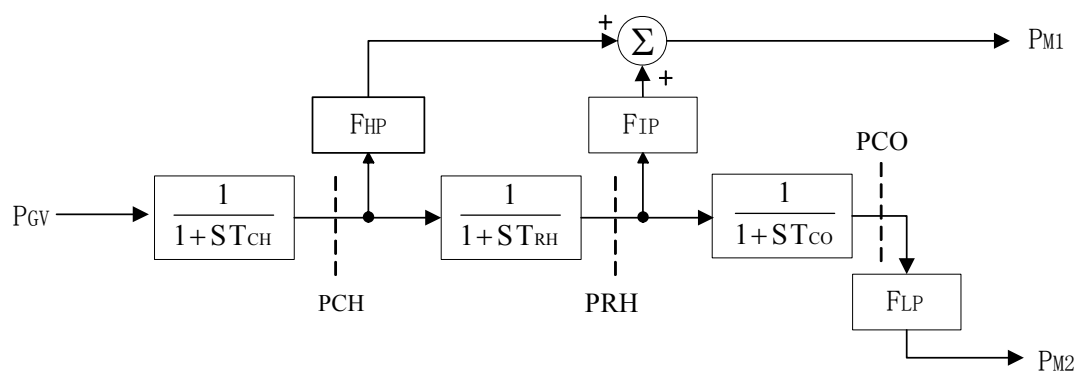 +
Σ
PM1
+
FHP
FIP
PCO
PGV
1
1+STCH
1
1+STRH
1
1+STCO
PCH
PRH
FLP
PM2